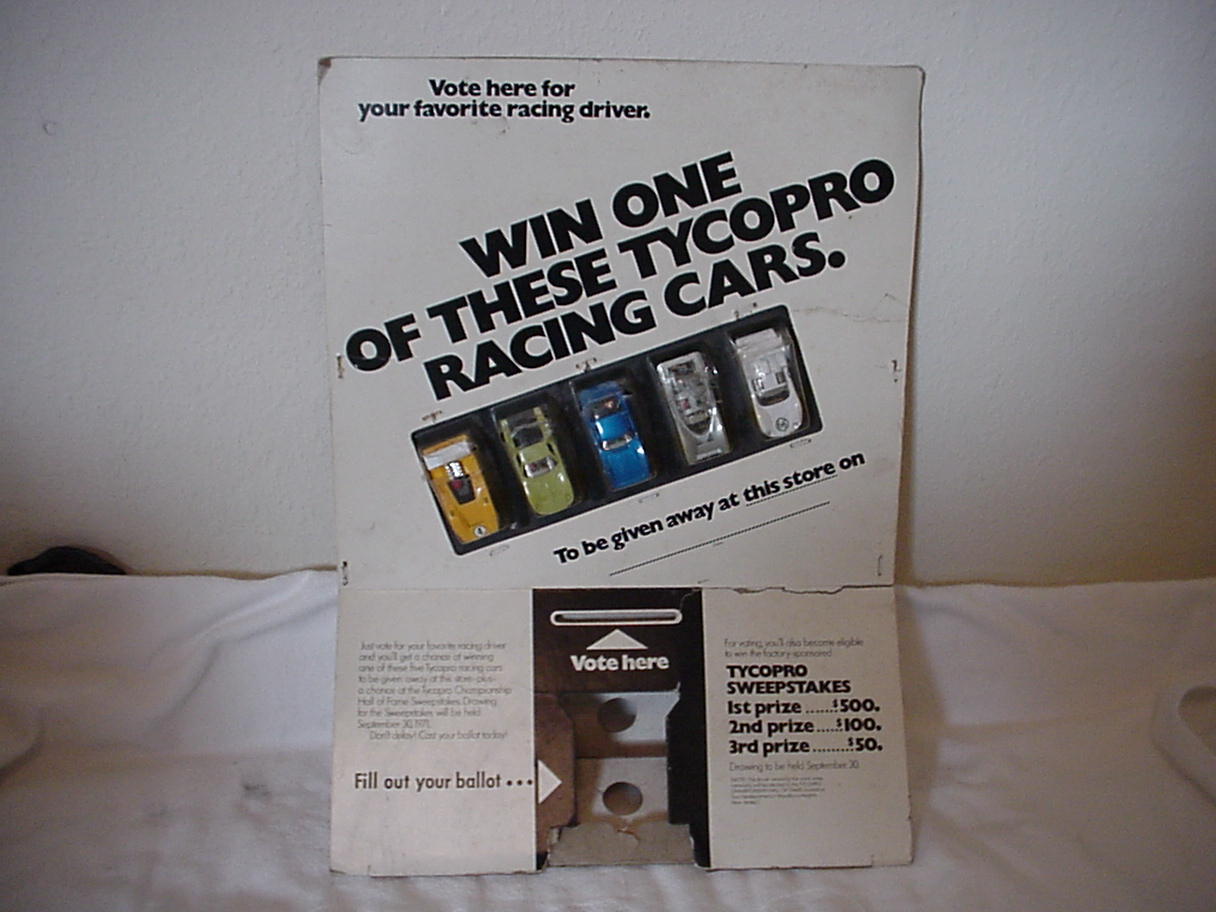 Vote here for
your favorite racing driver.
WIN ONE
OF THESE TYCOPRO
RACING CARS.
To be given away at this store on
Just vote for your favorite racing driver
and you'll get a chance at winning
one of these five Tycopro racing cars
to be given away at this store-plus-
a chance at the Tycopro Championship
Hall of Fame Sweepstakes. Drawing
for the Sweepstakes will be held
September 30, 1971.
Don't delay! Cast your ballot today!
Fill out your ballot...
Vote here
For voting, you'll also become eligible
to win the factory-sponsored
TYCOPRO
SWEEPSTAKES
1st prize ......$500.
2nd prize .....$100.
3rd prize .........$50.
Drawing to be held September 30.